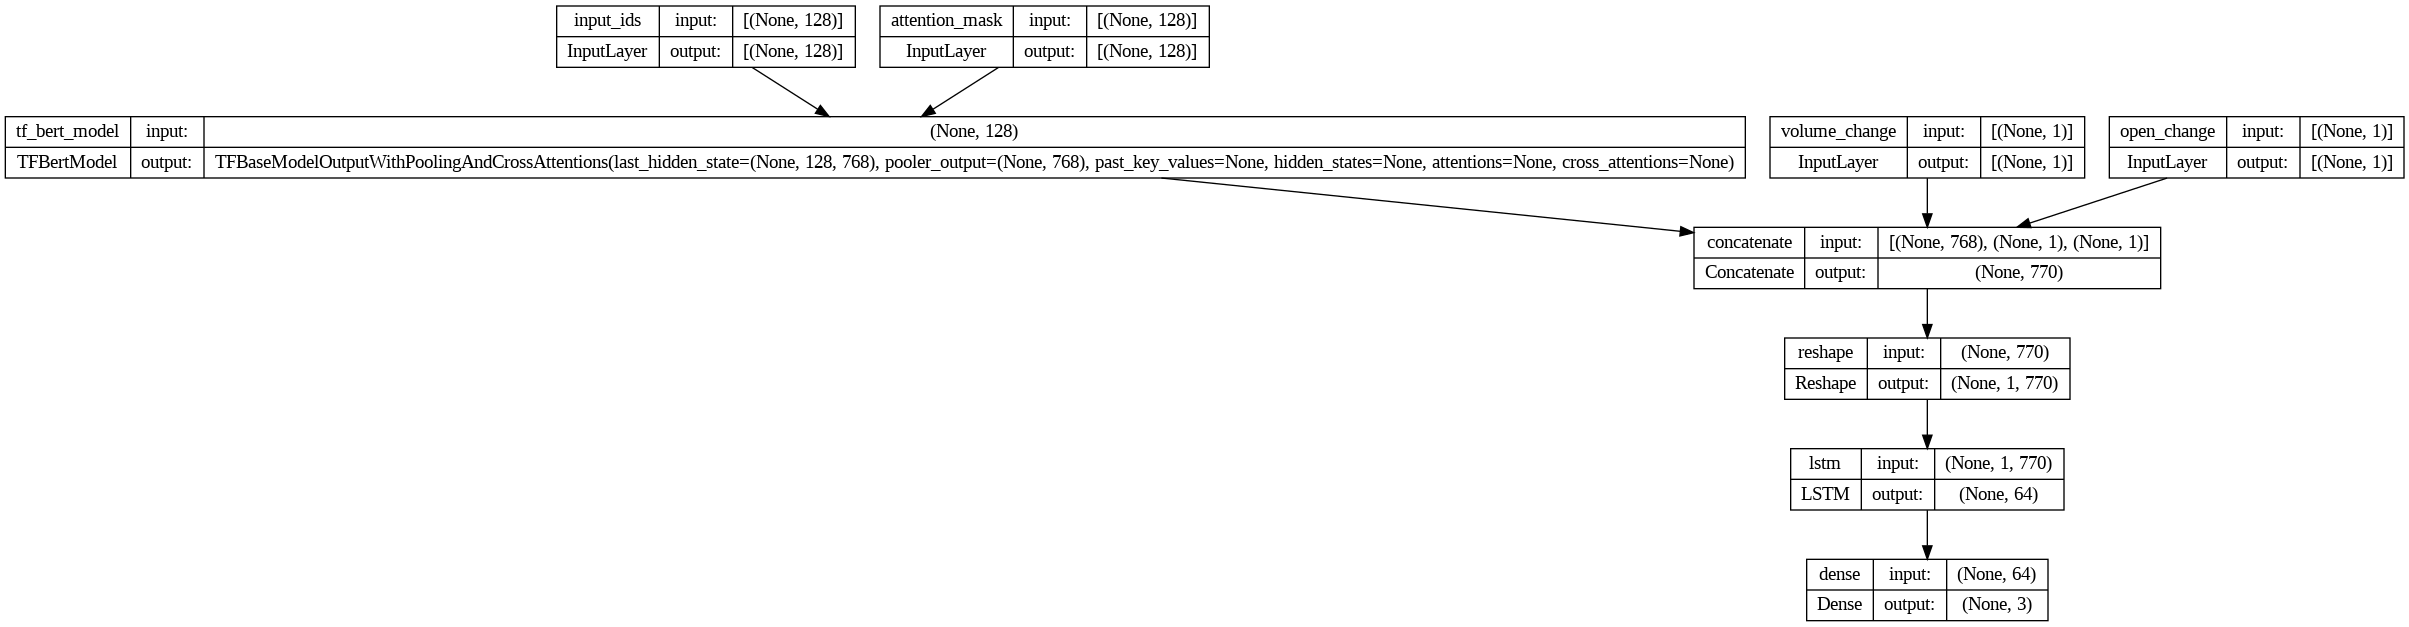 input_ids input: [(None, 128)]
InputLayer output: [(None, 128)]
attention_mask input: [(None, 128)]
InputLayer output: [(None, 128)]
tf_bert_model input: (None, 128)
TFBertModel output: TFBaseModelOutputWithPoolingAndCrossAttentions(last_hidden_state=(None, 128, 768), pooler_output=(None, 768), past_key_values=None, hidden_states=None, attentions=None, cross_attentions=None)
volume_change input: [(None, 1)]
InputLayer output: [(None, 1)]
open_change input: [(None, 1)]
InputLayer output: [(None, 1)]
concatenate input: [(None, 768), (None, 1), (None, 1)]
Concatenate output: (None, 770)
reshape input: (None, 770)
Reshape output: (None, 1, 770)
lstm input: (None, 1, 770)
LSTM output: (None, 64)
dense input: (None, 64)
Dense output: (None, 3)